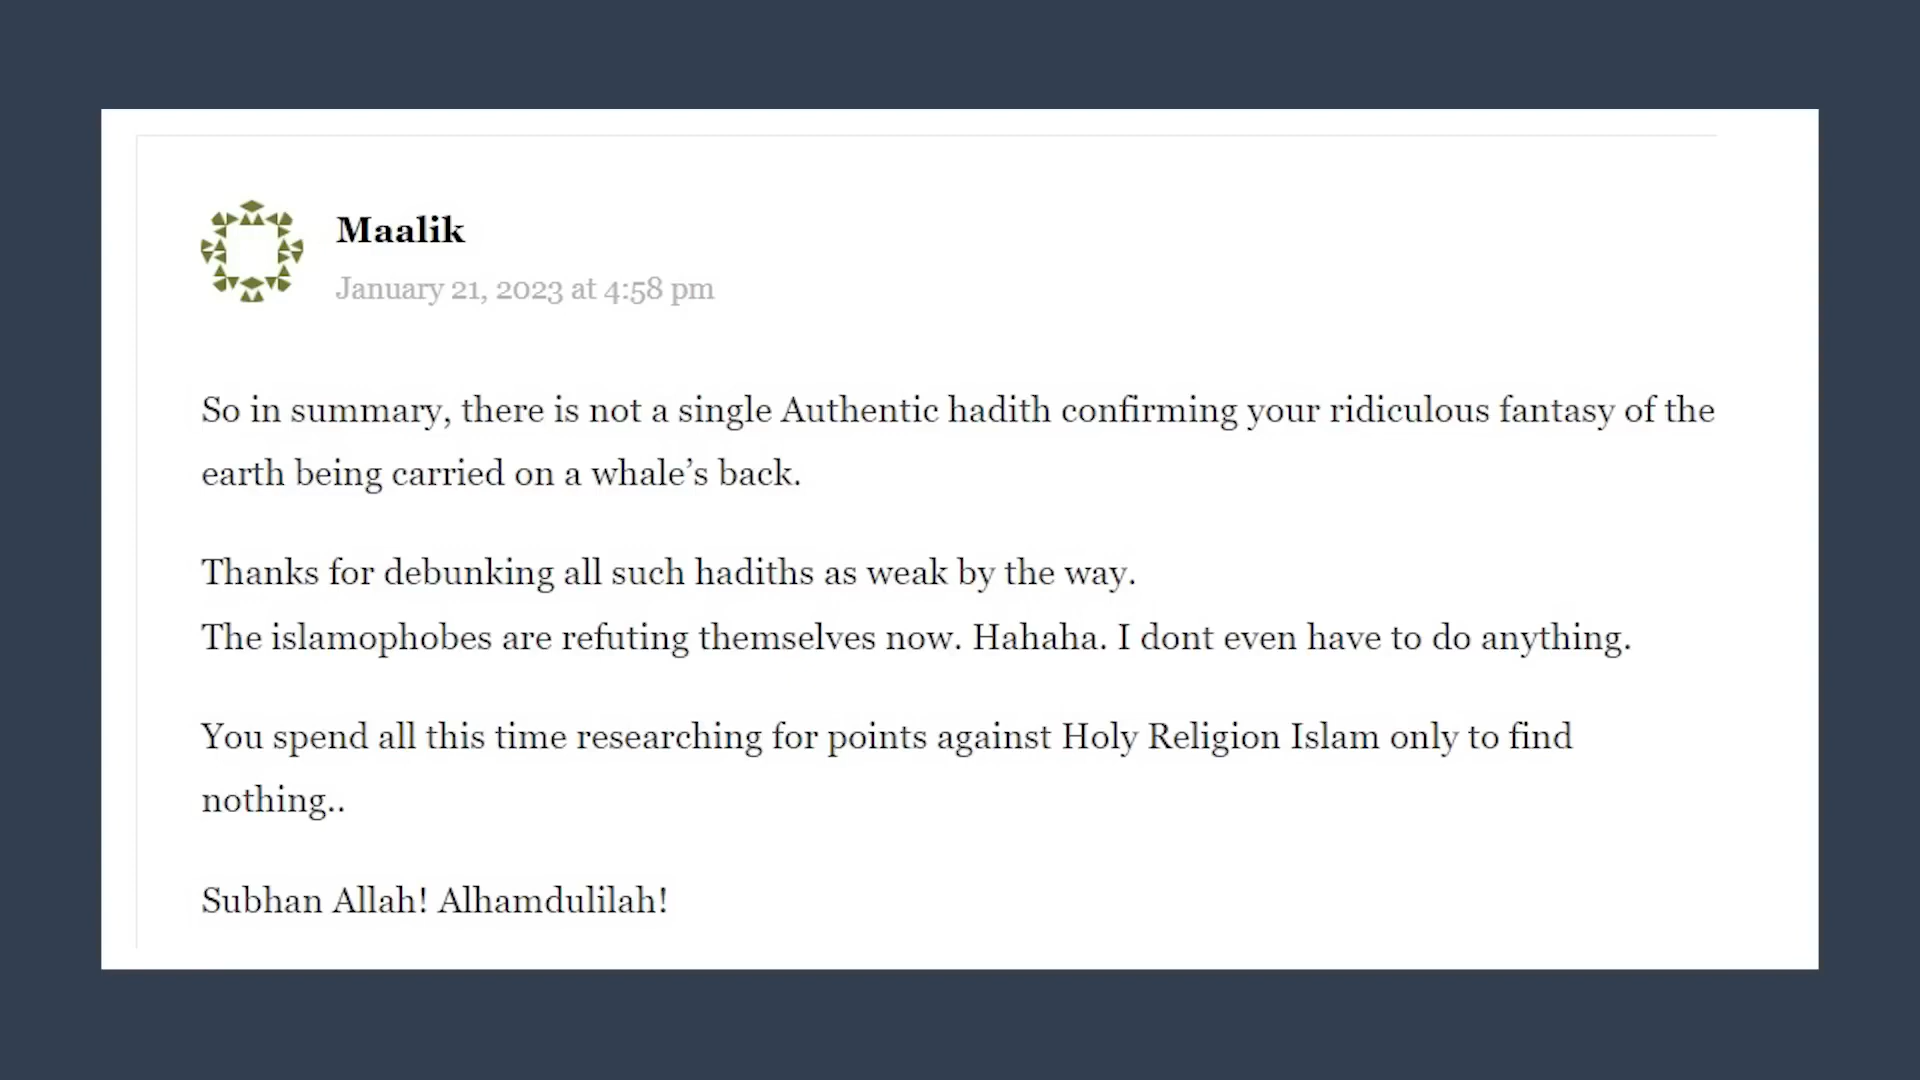 Maalik
January 21, 2023 at 4:58 pm
So in summary, there is not a single Authentic hadith confirming your ridiculous fantasy of the
earth being carried on a whale’s back.
Thanks for debunking all such hadiths as weak by the way.
The islamophobes are refuting themselves now. Hahaha. I dont even have to do anything.
You spend all this time researching for points against Holy Religion Islam only to find
nothing..
Subhan Allah! Alhamdulilah!